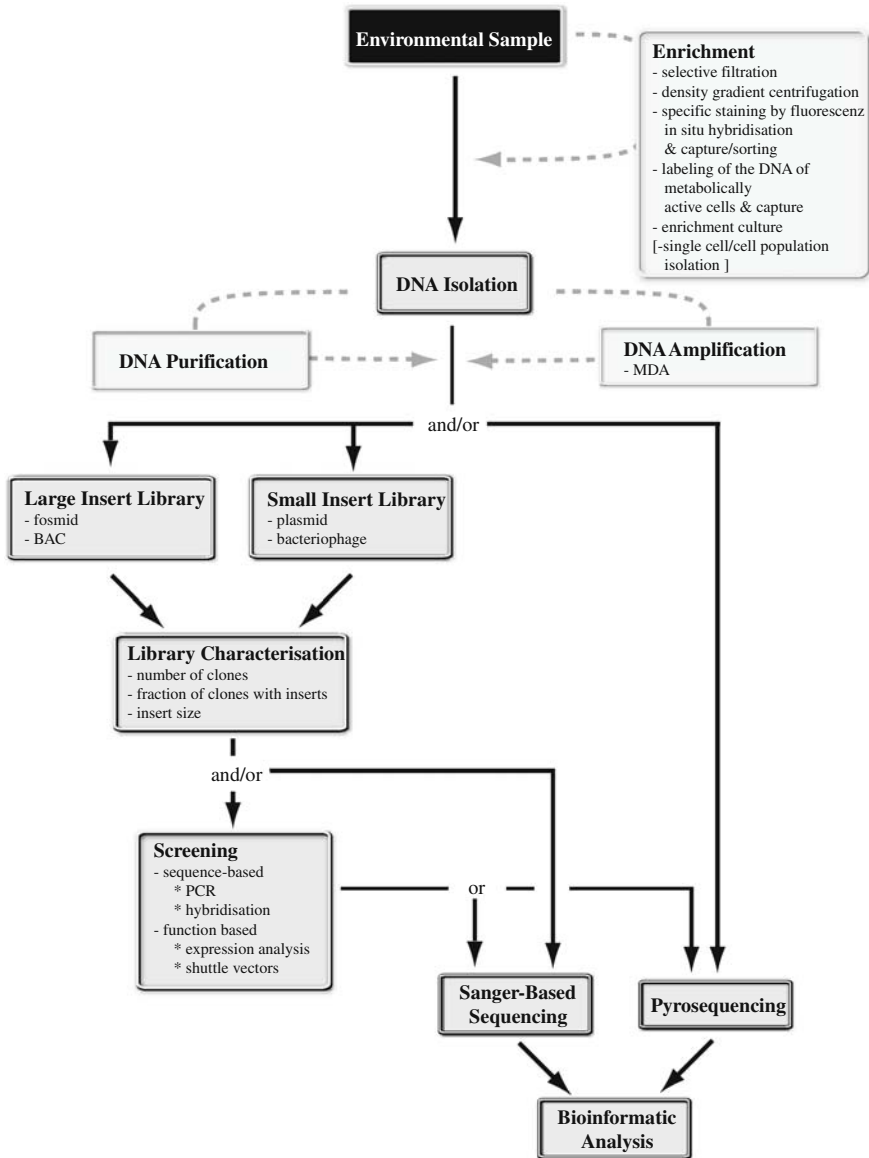 Environmental Sample
Enrichment
- selective filtration
- density gradient centrifugation
- specific staining by fluorescenz
in situ hybridisation
& capture/sorting
- labeling of the DNA of
metabolically
active cells & capture
- enrichment culture
[-single cell/cell population
isolation ]
DNA Isolation
DNA Purification
DNA Amplification
- MDA
and/or
Large Insert Library
- fosmid
- BAC
Small Insert Library
- plasmid
- bacteriophage
Library Characterisation
- number of clones
- fraction of clones with inserts
- insert size
and/or
Screening
- sequence-based
* PCR
* hybridisation
- function based
* expression analysis
* shuttle vectors
or
Sanger-Based
Sequencing
Pyrosequencing
Bioinformatic
Analysis